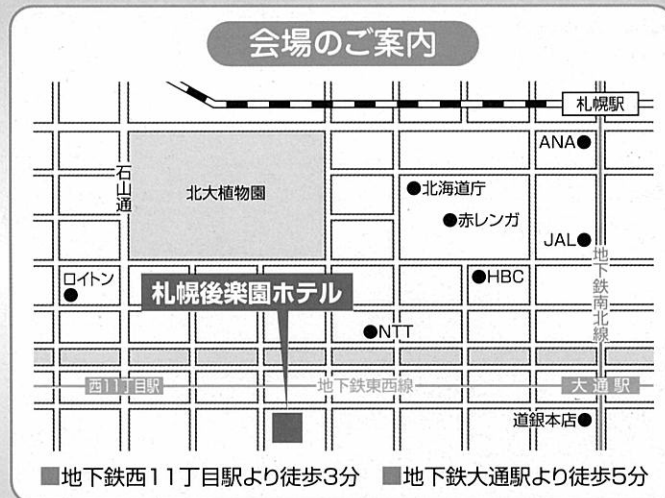 会場のご案内
札幌駅
ANA
石山通
北大植物園
北海道庁
赤レンガ
JAL
地下鉄南北線
ロイトン
札幌後楽園ホテル
HBC
NTT
西11丁目駅
地下鉄東西線
大通駅
道銀本店
■地下鉄西11丁目駅より徒歩3分 ■地下鉄大通駅より徒歩5分